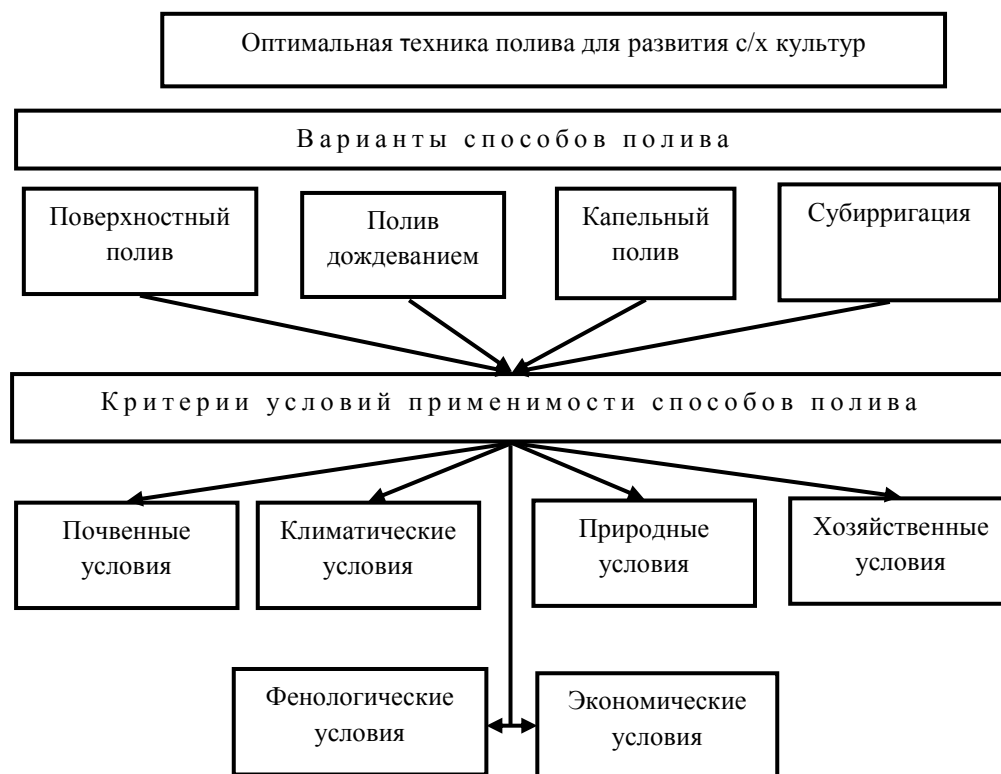 Оптимальная техника полива для развития с/х культур
Варианты способов полива
Поверхностный
полив
Полив
дождеванием
Капельный
полив
Субирригация
Критерии условий применимости способов полива
Почвенные
условия
Климатические
условия
Природные
условия
Хозяйственные
условия
Фенологические
условия
Экономические
условия